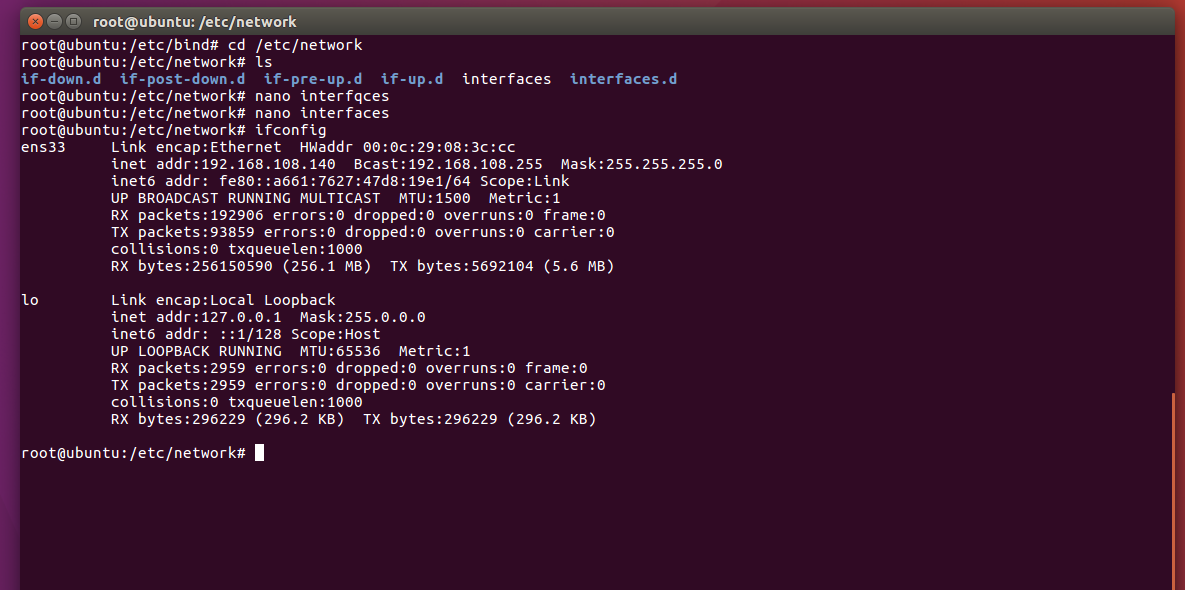 root@ubuntu: /etc/network
root@ubuntu:/etc/bind# cd /etc/network
root@ubuntu:/etc/network# ls
if-down.d  if-post-down.d  if-pre-up.d  if-up.d  interfaces  interfaces.d
root@ubuntu:/etc/network# nano interfqces
root@ubuntu:/etc/network# nano interfaces
root@ubuntu:/etc/network# ifconfig
ens33     Link encap:Ethernet  HWaddr 00:0c:29:08:3c:cc
          inet addr:192.168.108.140  Bcast:192.168.108.255  Mask:255.255.255.0
          inet6 addr: fe80::a661:7627:47d8:19e1/64 Scope:Link
          UP BROADCAST RUNNING MULTICAST  MTU:1500  Metric:1
          RX packets:192906 errors:0 dropped:0 overruns:0 frame:0
          TX packets:93859 errors:0 dropped:0 overruns:0 carrier:0
          collisions:0 txqueuelen:1000
          RX bytes:256150590 (256.1 MB)  TX bytes:5692104 (5.6 MB)

lo        Link encap:Local Loopback
          inet addr:127.0.0.1  Mask:255.0.0.0
          inet6 addr: ::1/128 Scope:Host
          UP LOOPBACK RUNNING  MTU:65536  Metric:1
          RX packets:2959 errors:0 dropped:0 overruns:0 frame:0
          TX packets:2959 errors:0 dropped:0 overruns:0 carrier:0
          collisions:0 txqueuelen:1000
          RX bytes:296229 (296.2 KB)  TX bytes:296229 (296.2 KB)

root@ubuntu:/etc/network#